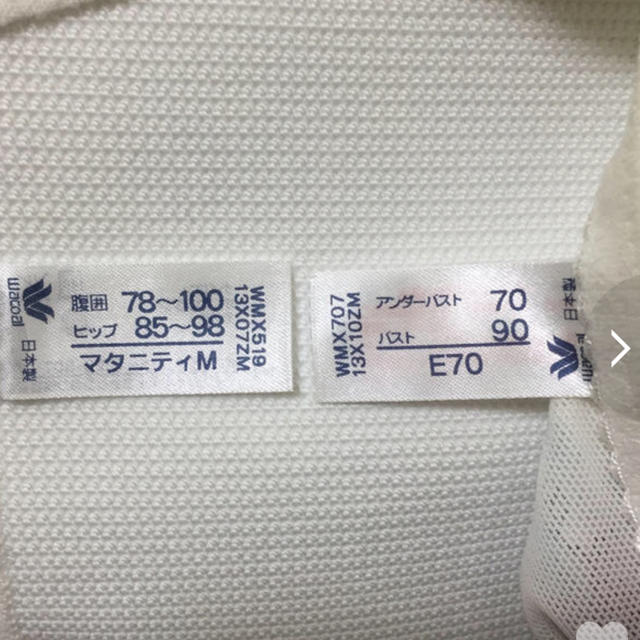 Wacoal
日本製
腹囲 78～100
ヒップ 85～98
マタニティM
WMX519
13X07ZM
WMX707
13X10ZM
アンダーバスト 70
バスト 90
E70
日本